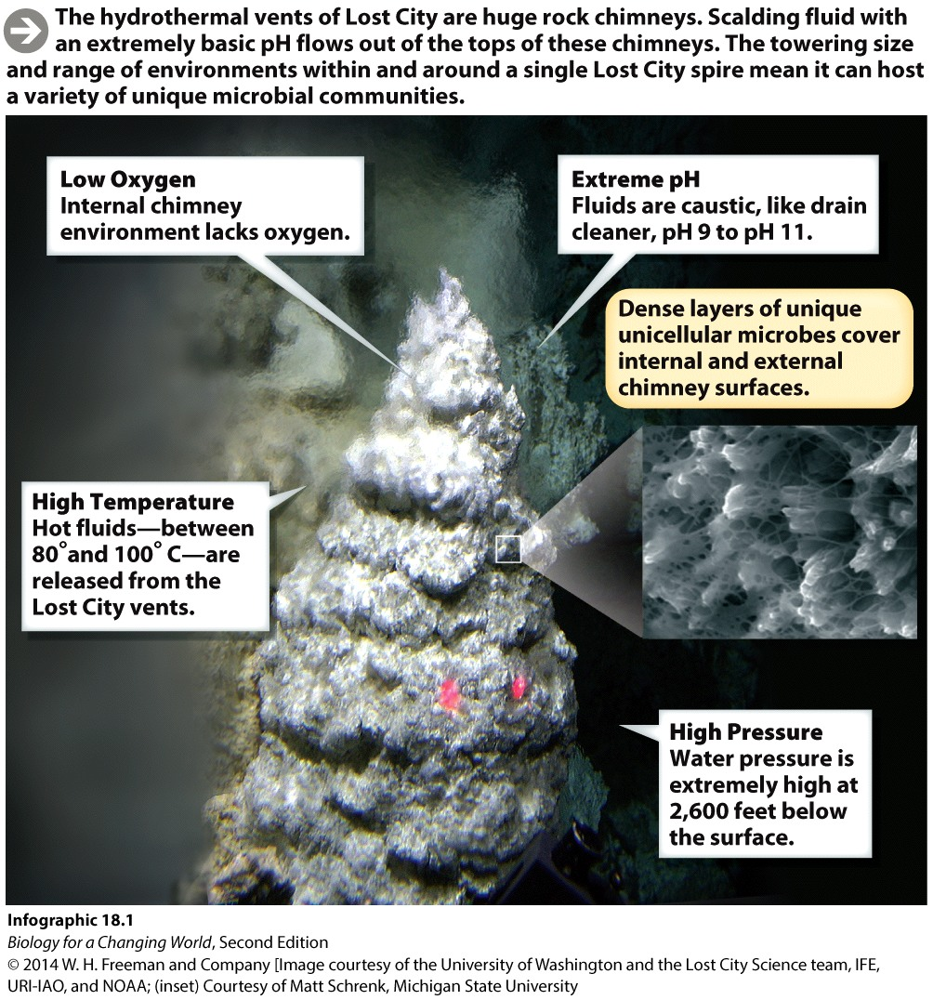 The hydrothermal vents of Lost City are huge rock chimneys. Scalding fluid with
an extremely basic pH flows out of the tops of these chimneys. The towering size
and range of environments within and around a single Lost City spire mean it can host
a variety of unique microbial communities.
Low Oxygen
Internal chimney
environment lacks oxygen.
Extreme pH
Fluids are caustic, like drain
cleaner, pH 9 to pH 11.
Dense layers of unique
unicellular microbes cover
internal and external
chimney surfaces.
High Temperature
Hot fluids—between
80°and 100° C—are
released from the
Lost City vents.
High Pressure
Water pressure is
extremely high at
2,600 feet below
the surface.
Infographic 18.1
Biology for a Changing World, Second Edition
© 2014 W. H. Freeman and Company [Image courtesy of the University of Washington and the Lost City Science team, IFE,
URI-IAO, and NOAA; (inset) Courtesy of Matt Schrenk, Michigan State University